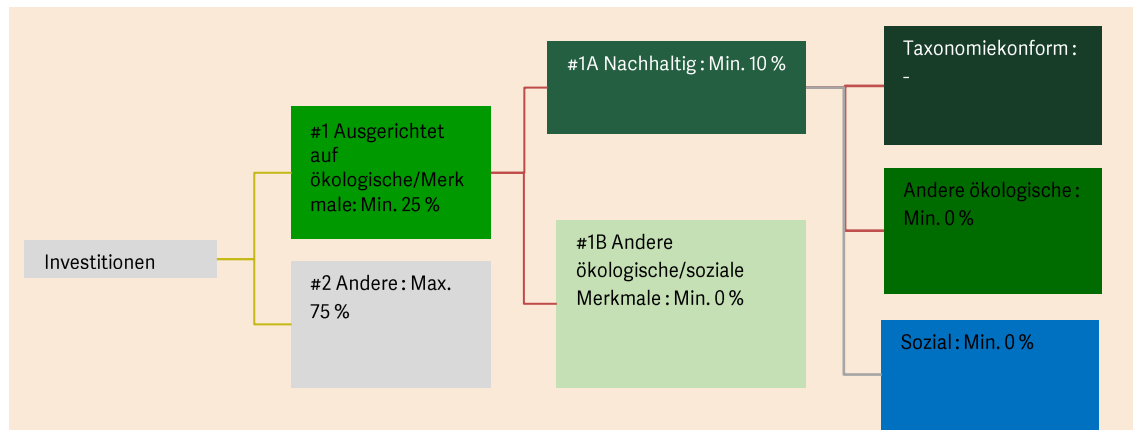 Investitionen
#1 Ausgerichtet
auf
ökologische/Merk
male: Min. 25 %
#2 Andere : Max.
75 %
#1A Nachhaltig : Min. 10 %
#1B Andere
ökologische/soziale
Merkmale : Min. 0 %
Taxonomiekonform :
-
Andere ökologische :
Min. 0 %
Sozial : Min. 0 %